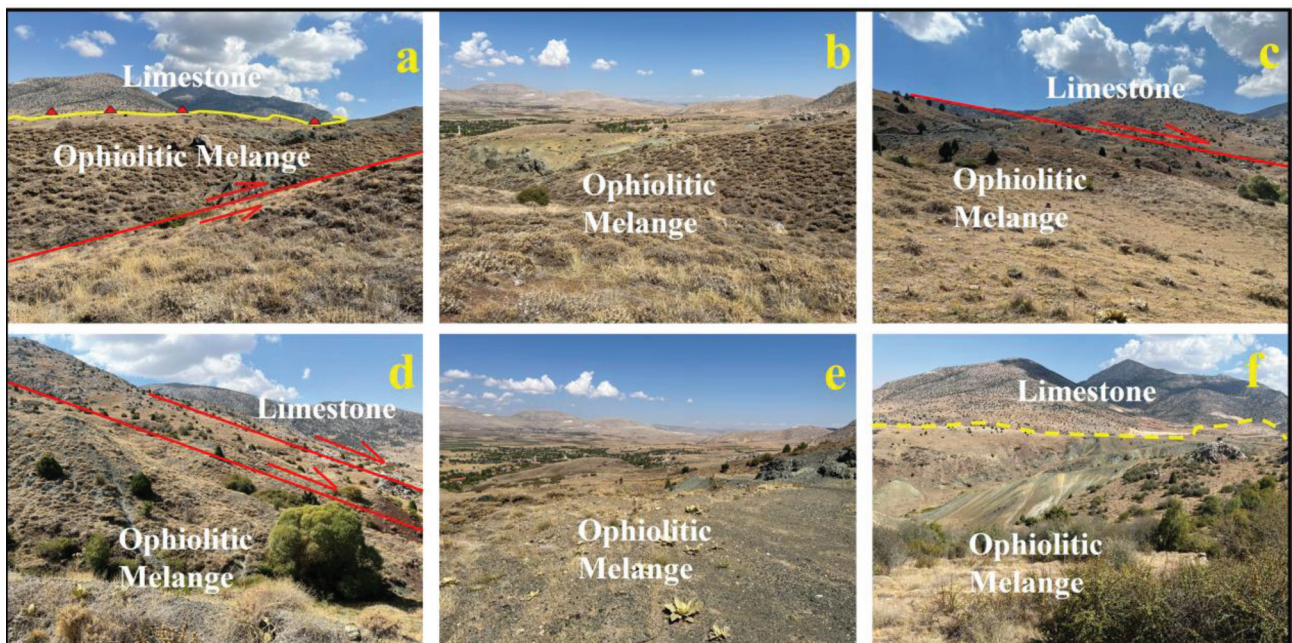 a
Limestone
Ophiolitic Melange
b
Ophiolitic
Melange
c
Limestone
Ophiolitic
Melange
d
Limestone
Ophiolitic
Melange
e
Ophiolitic
Melange
f
Limestone
Ophiolitic
Melange